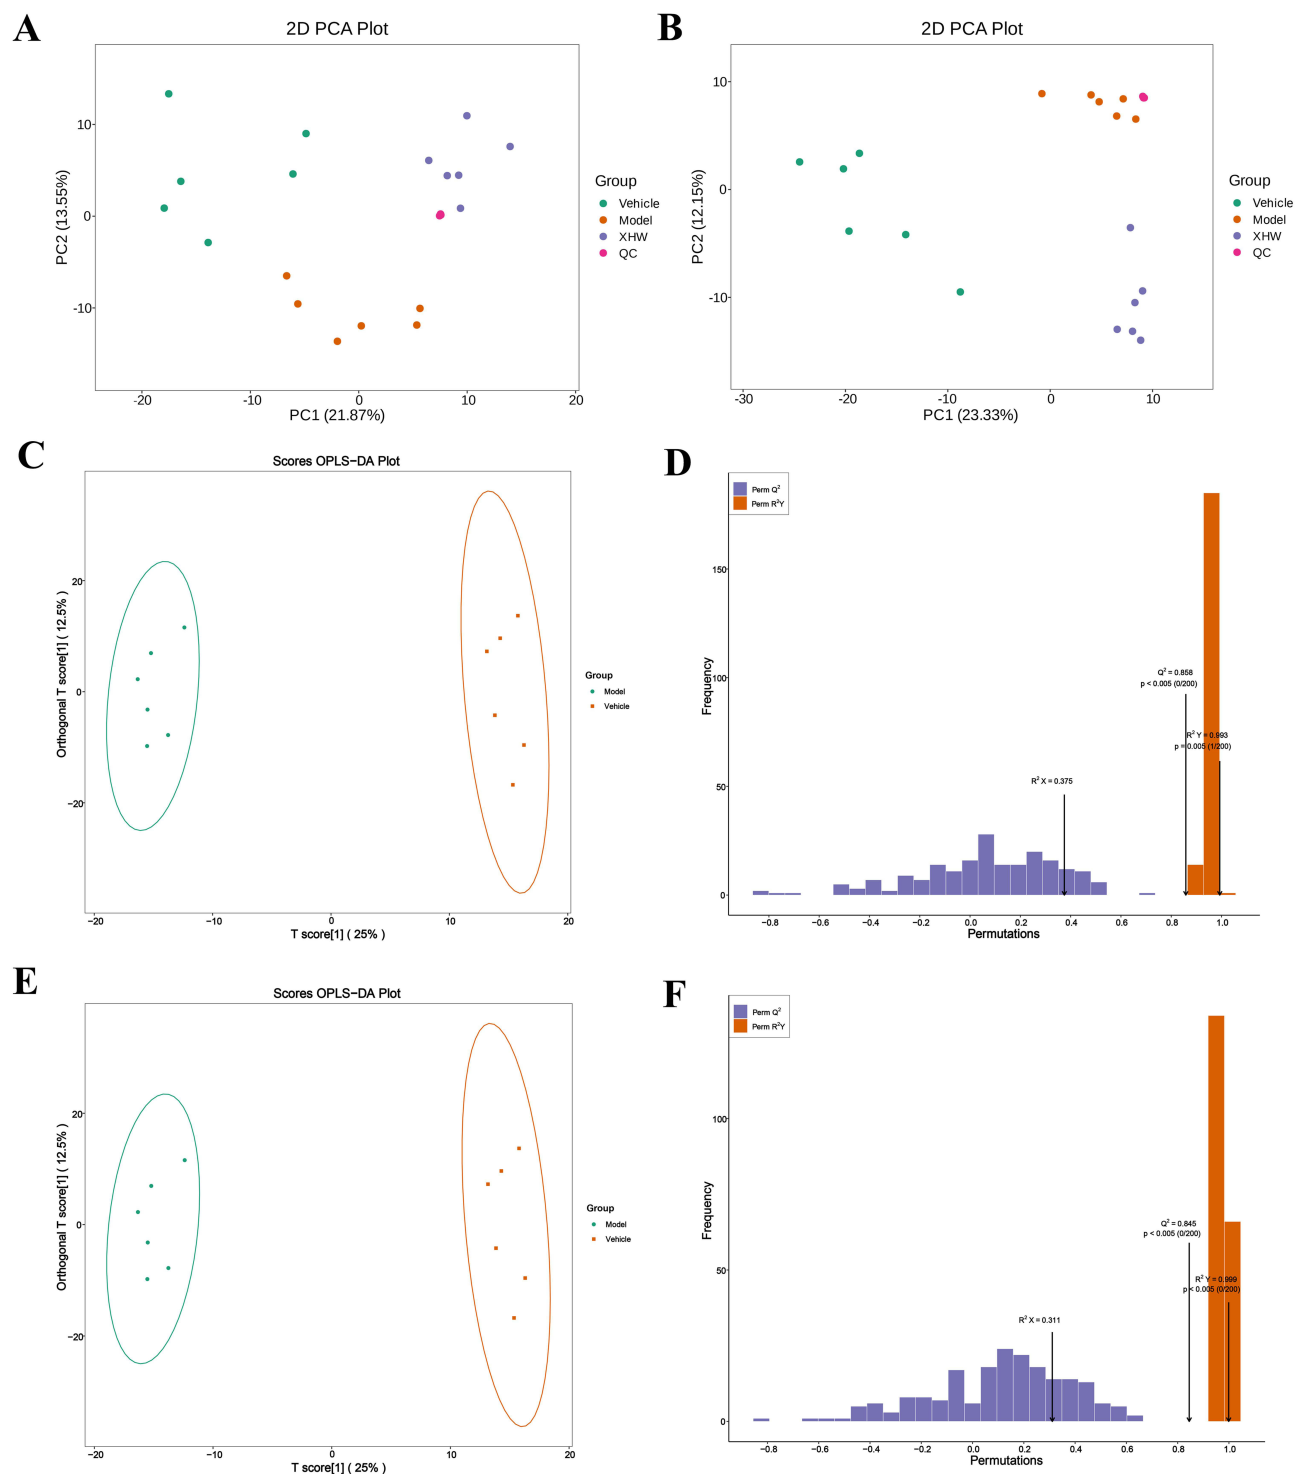 A
2D PCA Plot
10
0
-10
-20
-10
0
10
20
PC2 (13.55%)
PC1 (21.87%)
Group
Vehicle
Model
XHW
QC
B
2D PCA Plot
10
0
-10
-30
-20
-10
0
10
PC2 (12.15%)
PC1 (23.33%)
Group
Vehicle
Model
XHW
QC
C
Scores OPLS−DA Plot
20
0
−20
−20
−10
0
10
20
Orthogonal T score[1] ( 12.5% )
T score[1] ( 25% )
Group
Model
Vehicle
D
Perm Q²
Perm R²Y
150
100
50
0
Frequency
Q² = 0.858
p < 0.005 (0/200)
R² Y = 0.993
p = 0.005 (1/200)
R² X = 0.375
−0.8
−0.6
−0.4
−0.2
0.0
0.2
0.4
0.6
0.8
1.0
Permutations
E
Scores OPLS−DA Plot
20
0
−20
−20
−10
0
10
20
Orthogonal T score[1] ( 12.5% )
T score[1] ( 25% )
Group
Model
Vehicle
F
Perm Q²
Perm R²Y
100
50
0
Frequency
Q² = 0.845
p < 0.005 (0/200)
R² Y = 0.999
p < 0.005 (0/200)
R² X = 0.311
−0.8
−0.6
−0.4
−0.2
0.0
0.2
0.4
0.6
0.8
1.0
Permutations